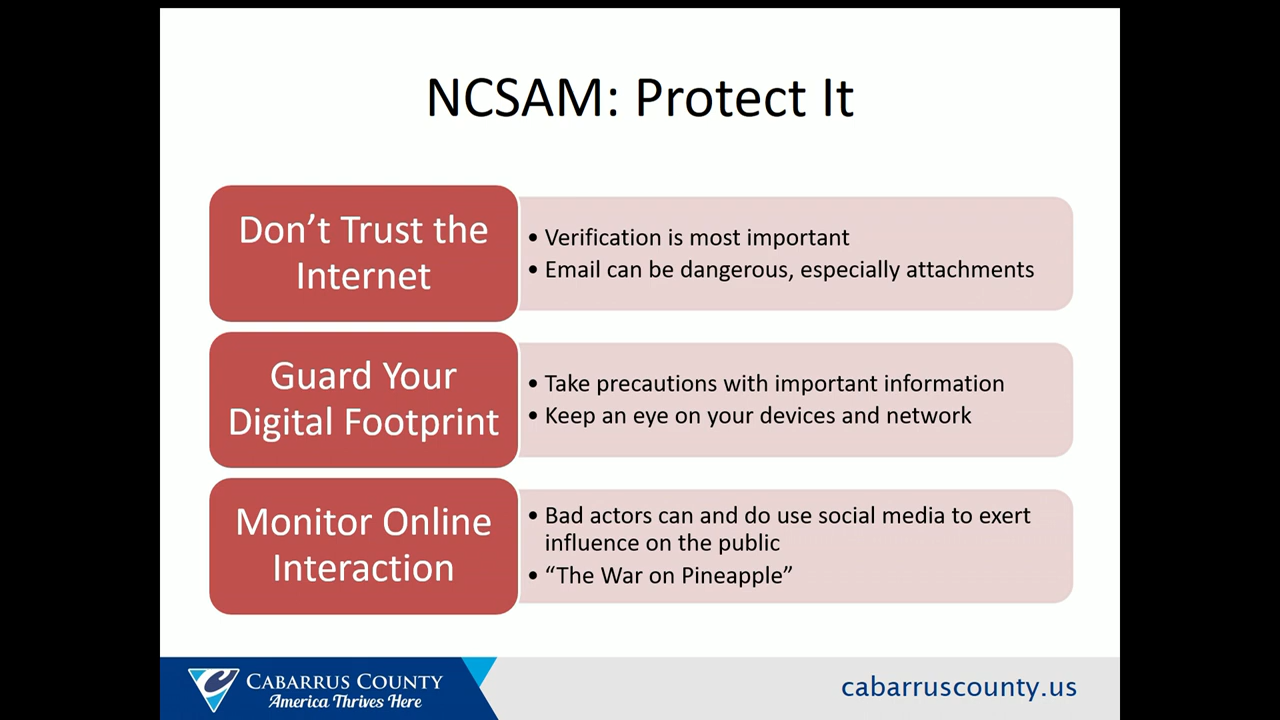 NCSAM: Protect It
Don’t Trust the
Internet
• Verification is most important
• Email can be dangerous, especially attachments
Guard Your
Digital Footprint
• Take precautions with important information
• Keep an eye on your devices and network
Monitor Online
Interaction
• Bad actors can and do use social media to exert
influence on the public
• “The War on Pineapple”
CABARRUS COUNTY
America Thrives Here
cabarruscounty.us